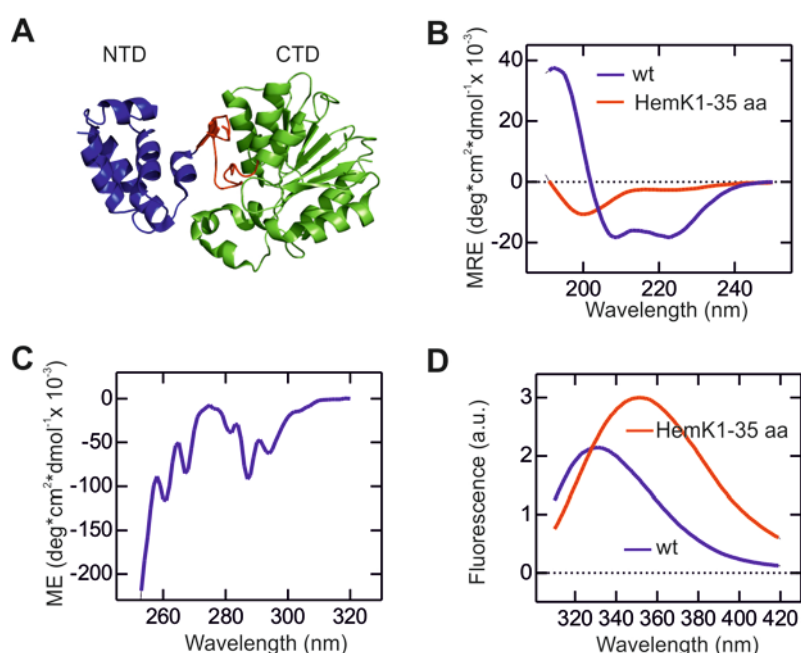 A
NTD
CTD
B
MRE (deg*cm²*dmol⁻¹x 10⁻³)
40
20
0
-20
wt
HemK1-35 aa
200
220
240
Wavelength (nm)
C
ME (deg*cm²*dmol⁻¹x 10⁻³)
0
-50
-100
-150
-200
260
280
300
320
Wavelength (nm)
D
Fluorescence (a.u.)
3
2
1
0
HemK1-35 aa
wt
320 340 360 380 400 420
Wavelength (nm)